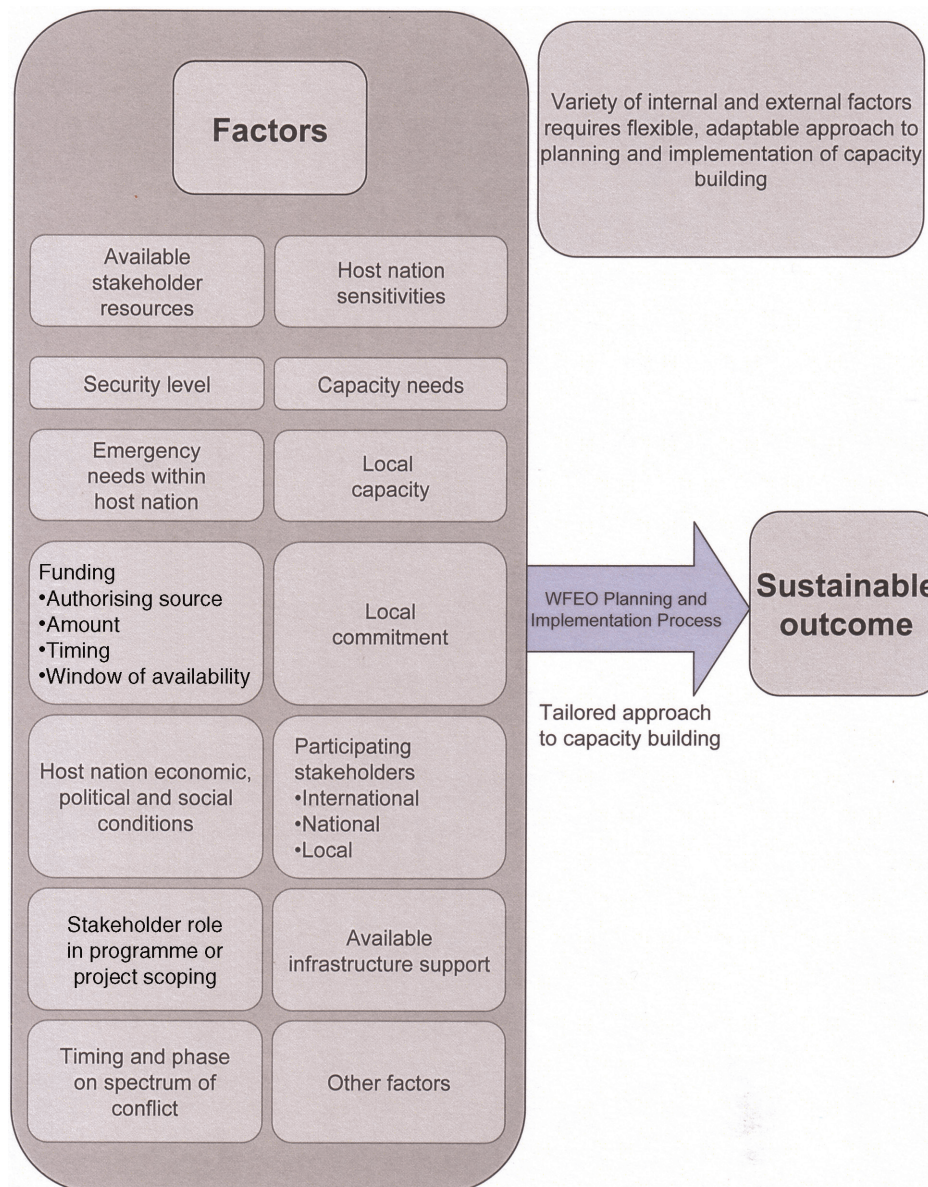 Factors
Variety of internal and external factors
requires flexible, adaptable approach to
planning and implementation of capacity
building
Available
stakeholder
resources
Host nation
sensitivities
Security level
Capacity needs
Emergency
needs within
host nation
Local
capacity
Funding
•Authorising source
•Amount
•Timing
•Window of availability
Local
commitment
WFEO Planning and
Implementation Process
Sustainable
outcome
Tailored approach
to capacity building
Host nation economic,
political and social
conditions
Participating
stakeholders
•International
•National
•Local
Stakeholder role
in programme or
project scoping
Available
infrastructure support
Timing and phase
on spectrum of
conflict
Other factors